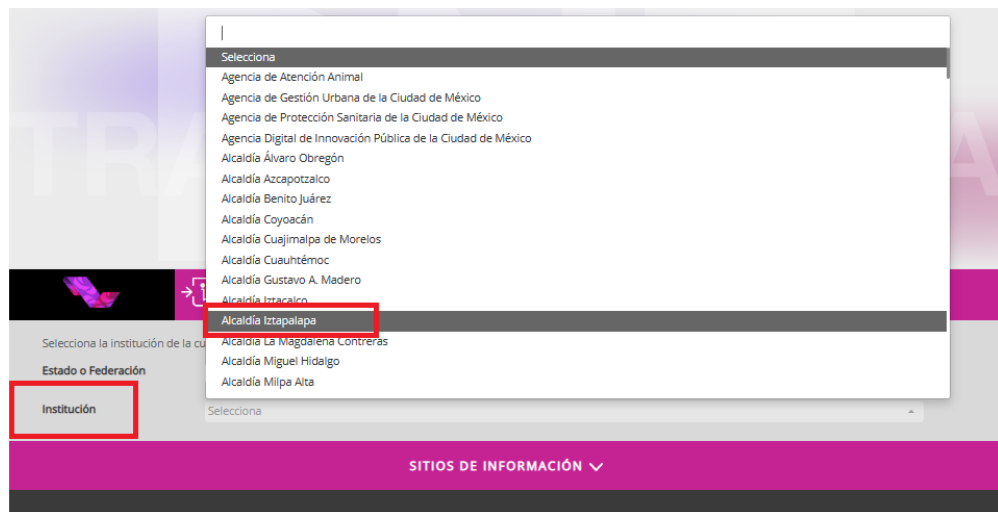 Selecciona
Agencia de Atención Animal
Agencia de Gestión Urbana de la Ciudad de México
Agencia de Protección Sanitaria de la Ciudad de México
Agencia Digital de Innovación Pública de la Ciudad de México
Alcaldía Álvaro Obregón
Alcaldía Azcapotzalco
Alcaldía Benito Juárez
Alcaldía Coyoacán
Alcaldía Cuajimalpa de Morelos
Alcaldía Cuauhtémoc
Alcaldía Gustavo A. Madero
Alcaldía Iztacalco
Alcaldía Iztapalapa
Alcaldía La Magdalena Contreras
Alcaldía Miguel Hidalgo
Alcaldía Milpa Alta
Selecciona la institución de la
Estado o Federación
Institución
Selecciona
SITIOS DE INFORMACIÓN